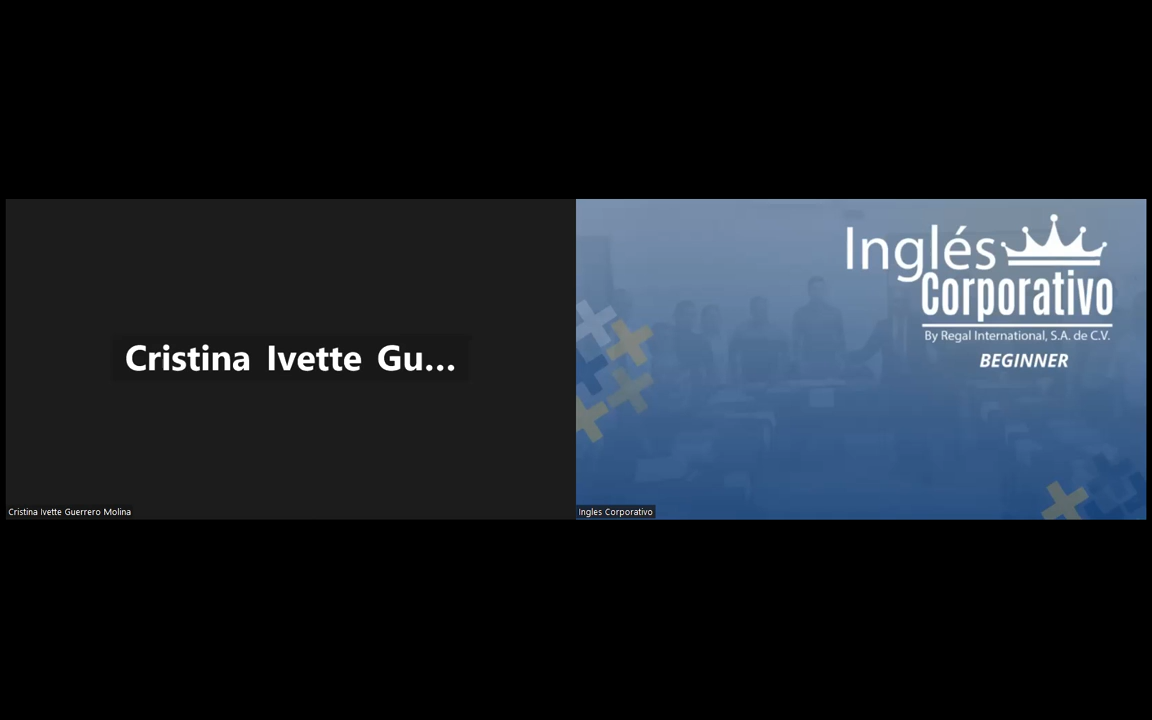 Cristina Ivette Gu...
Cristina Ivette Guerrero Molina
Inglés
Corporativo
By Regal International, S.A. de C.V.
BEGINNER
Ingles Corporativo